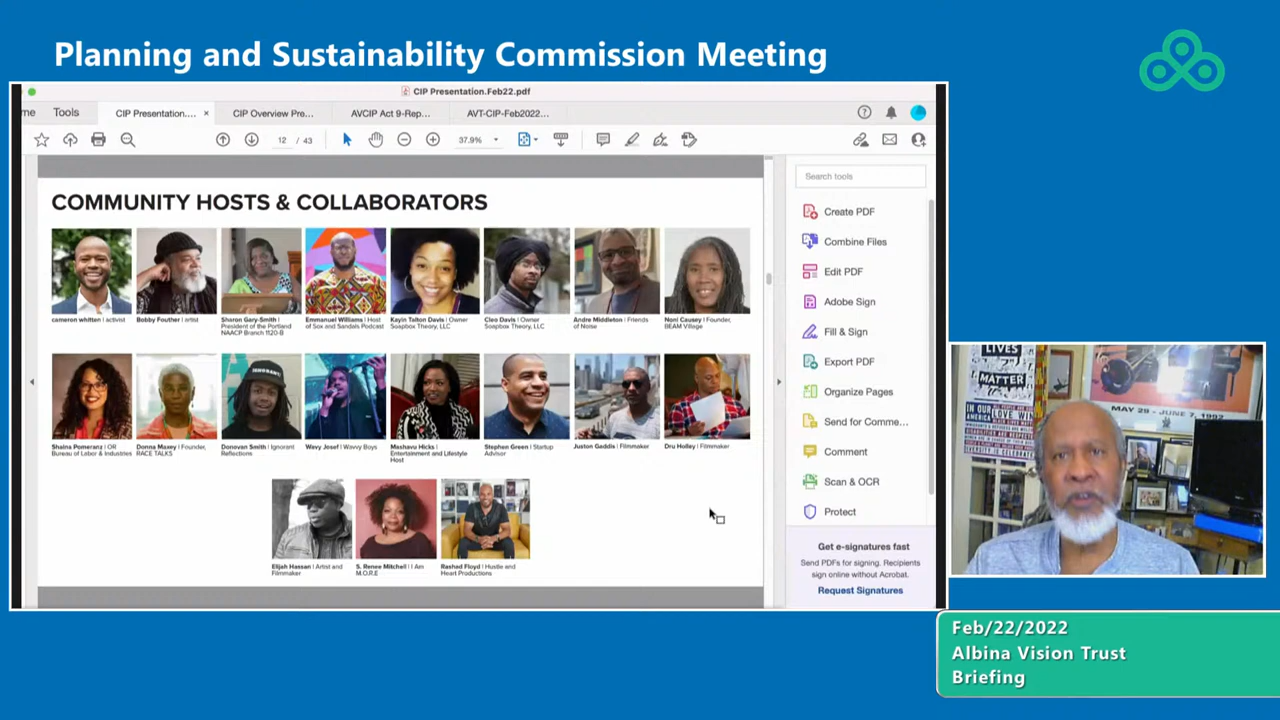 Planning and Sustainability Commission Meeting
CIP Presentation.Feb22.pdf
me
Tools
CIP Presentation....
CIP Overview Pre...
AVCIP Act 9-Rep...
AVT-CIP-Feb2022...
12 / 43
37.9%
COMMUNITY HOSTS & COLLABORATORS
cameron whitten | activist
Bobby Fouther | artist
Sharon Gary-Smith |
President of the Portland
NAACP Branch 1120-B
Emmanuel Williams | Host
of Sox and Sandals Podcast
Kayin Talton Davis | Owner
Soapbox Theory, LLC
Cleo Davis | Owner
Soapbox Theory, LLC
Andre Middleton | Friends
of Noise
Noni Causey | Founder,
BEAM Village
Shaina Pomerantz | OR
Bureau of Labor & Industries
Donna Maxey | Founder,
RACE TALKS
Donovan Smith | Ignorant
Reflections
Wavy Josef | Wavvy Boys
Mashavu Hicks |
Entertainment and Lifestyle
Host
Stephen Green | Startup
Advisor
Justen Gaddis | Filmmaker
Dru Holley | Filmmaker
Elijah Hassan | Artist and
Filmmaker
S. Renee Mitchell | I Am
M.O.R.E
Rashad Floyd | Hustle and
Heart Productions
Search tools
Create PDF
Combine Files
Edit PDF
Adobe Sign
Fill & Sign
Export PDF
Organize Pages
Send for Comme...
Comment
Scan & OCR
Protect
Get e-signatures fast
Send PDFs for signing. Recipients
sign online without Acrobat.
Request Signatures
LIVES
MATTER
IN OUR
MAY 29 - JUNE 7, 1992
Feb/22/2022
Albina Vision Trust
Briefing